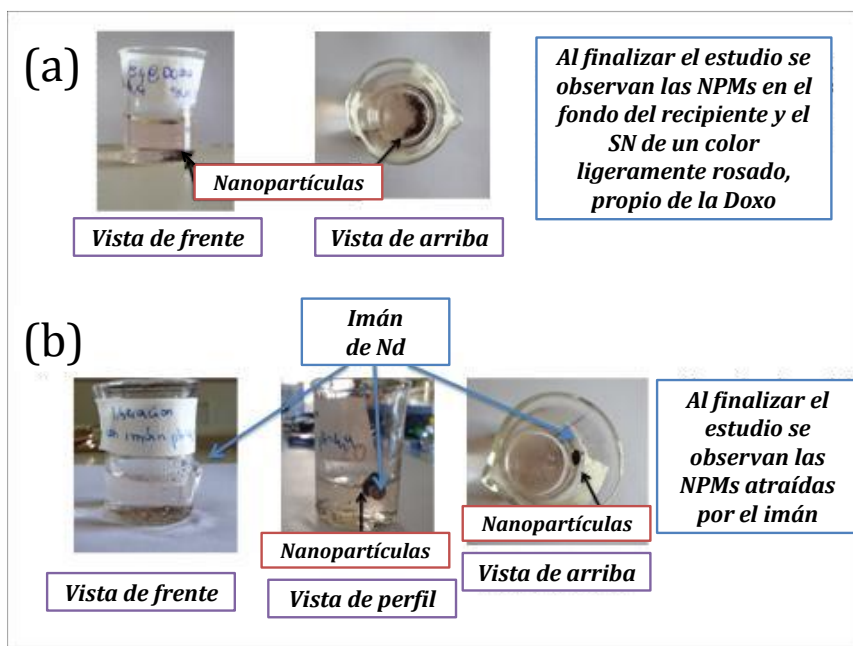 (a)
Al finalizar el estudio se
observan las NPMs en el
fondo del recipiente y el
SN de un color
ligeramente rosado,
propio de la Doxo
Nanopartículas
Vista de frente
Vista de arriba
Imán
de Nd
(b)
liberación
Al finalizar el
estudio se
observan las
NPMs atraídas
por el imán
Nanopartículas
Nanopartículas
Vista de frente
Vista de perfil
Vista de arriba